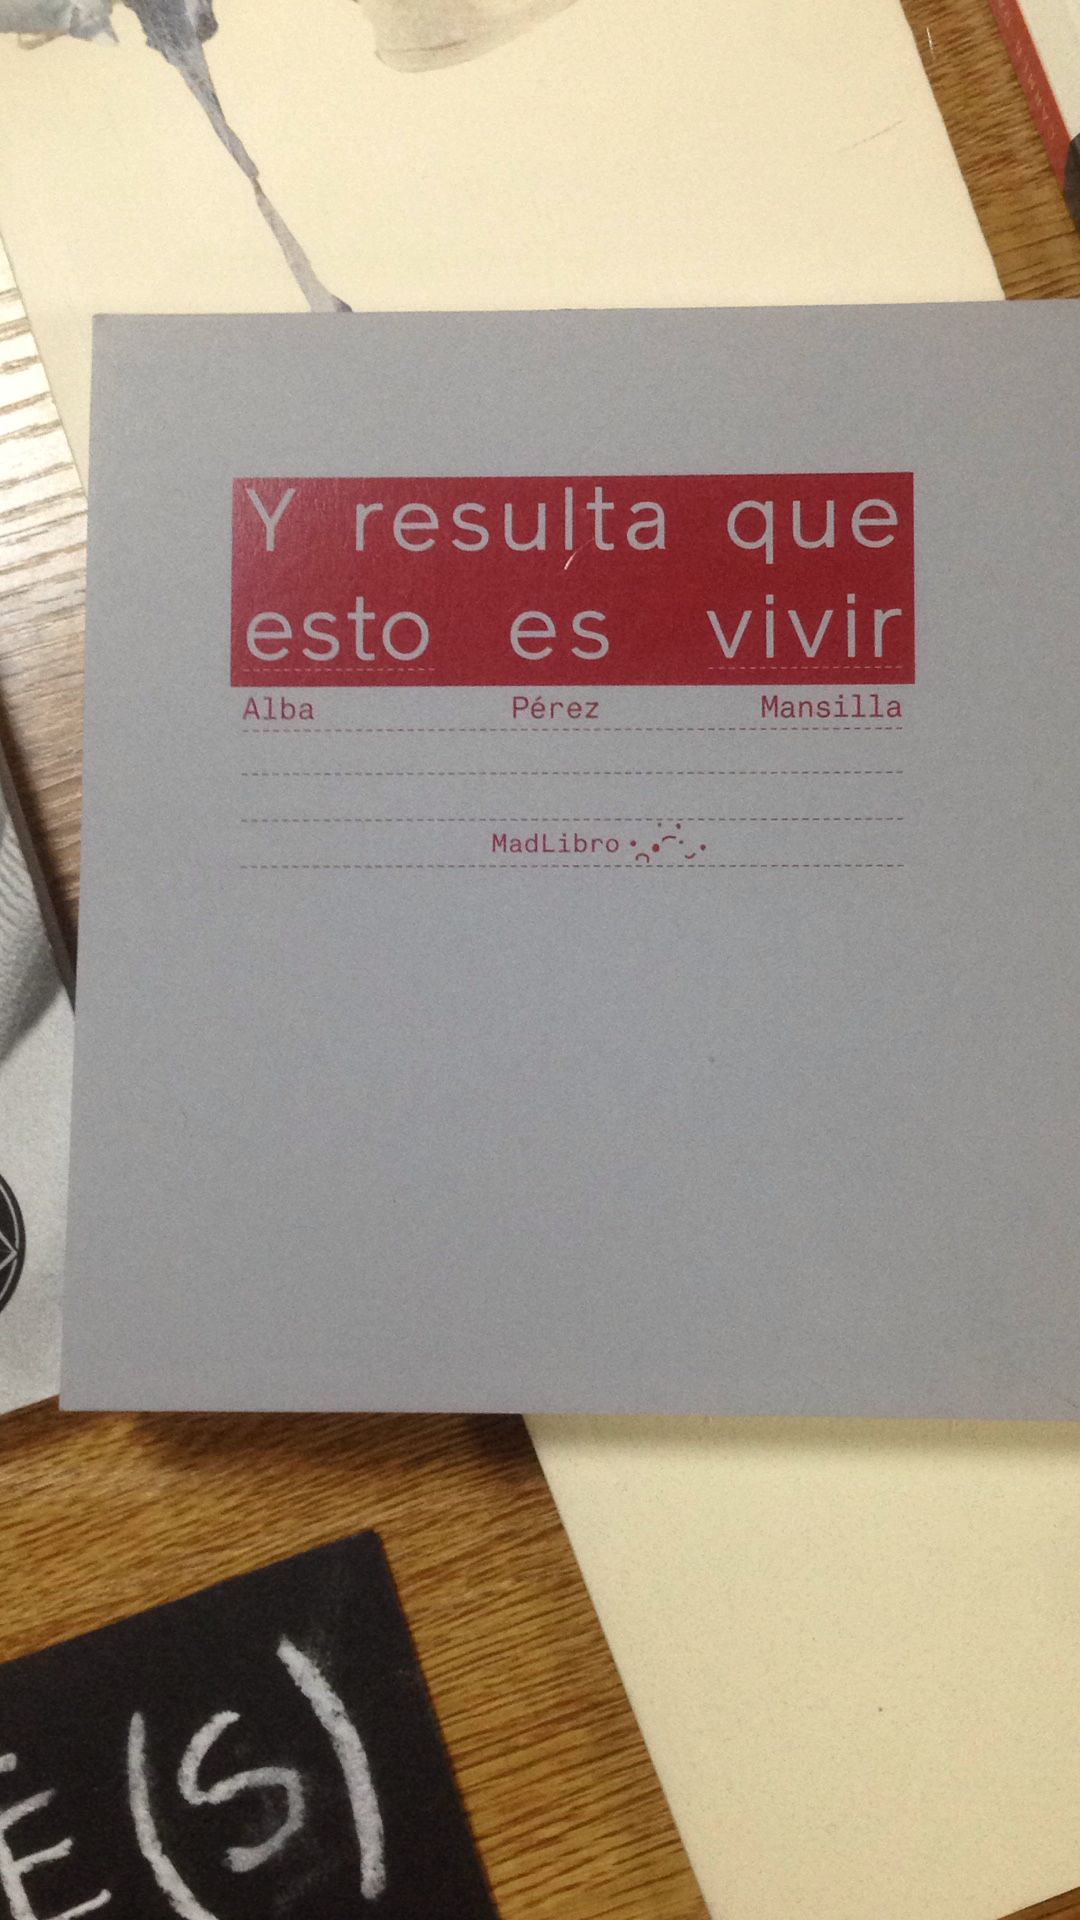 Y resulta que
esto es vivir
Alba Pérez Mansilla
MadLibro
E(S)